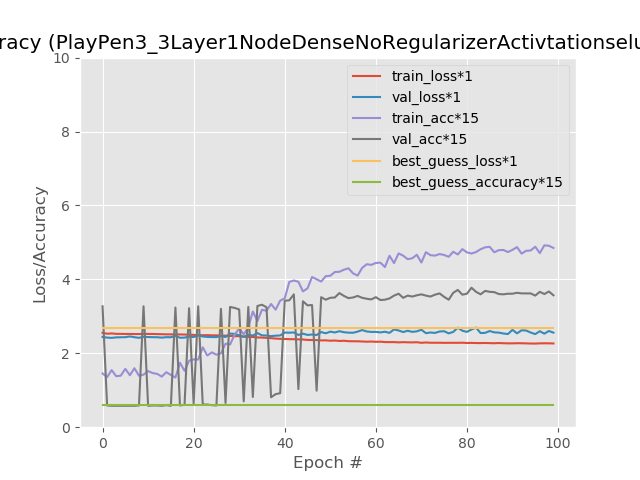 racy (PlayPen3_3Layer1NodeDenseNoRegularizerActivtationselu
10
8
6
4
2
0
Loss/Accuracy
train_loss*1
val_loss*1
train_acc*15
val_acc*15
best_guess_loss*1
best_guess_accuracy*15
0 20 40 60 80 100
Epoch #